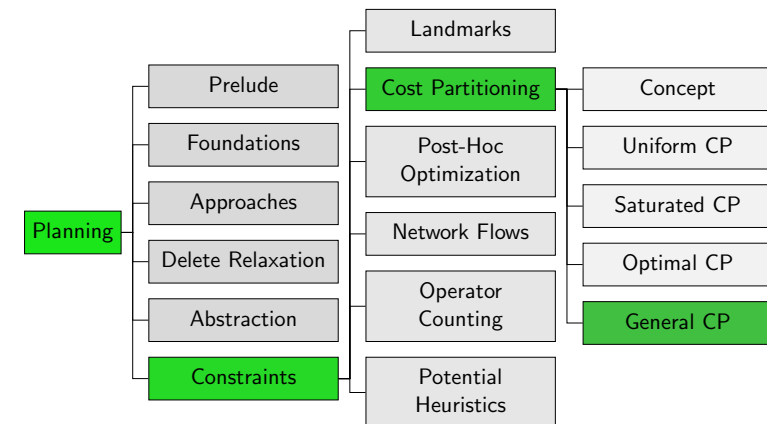 Planning
Prelude
Foundations
Approaches
Delete Relaxation
Abstraction
Constraints
Landmarks
Cost Partitioning
Post-Hoc
Optimization
Network Flows
Operator
Counting
Potential
Heuristics
Concept
Uniform CP
Saturated CP
Optimal CP
General CP